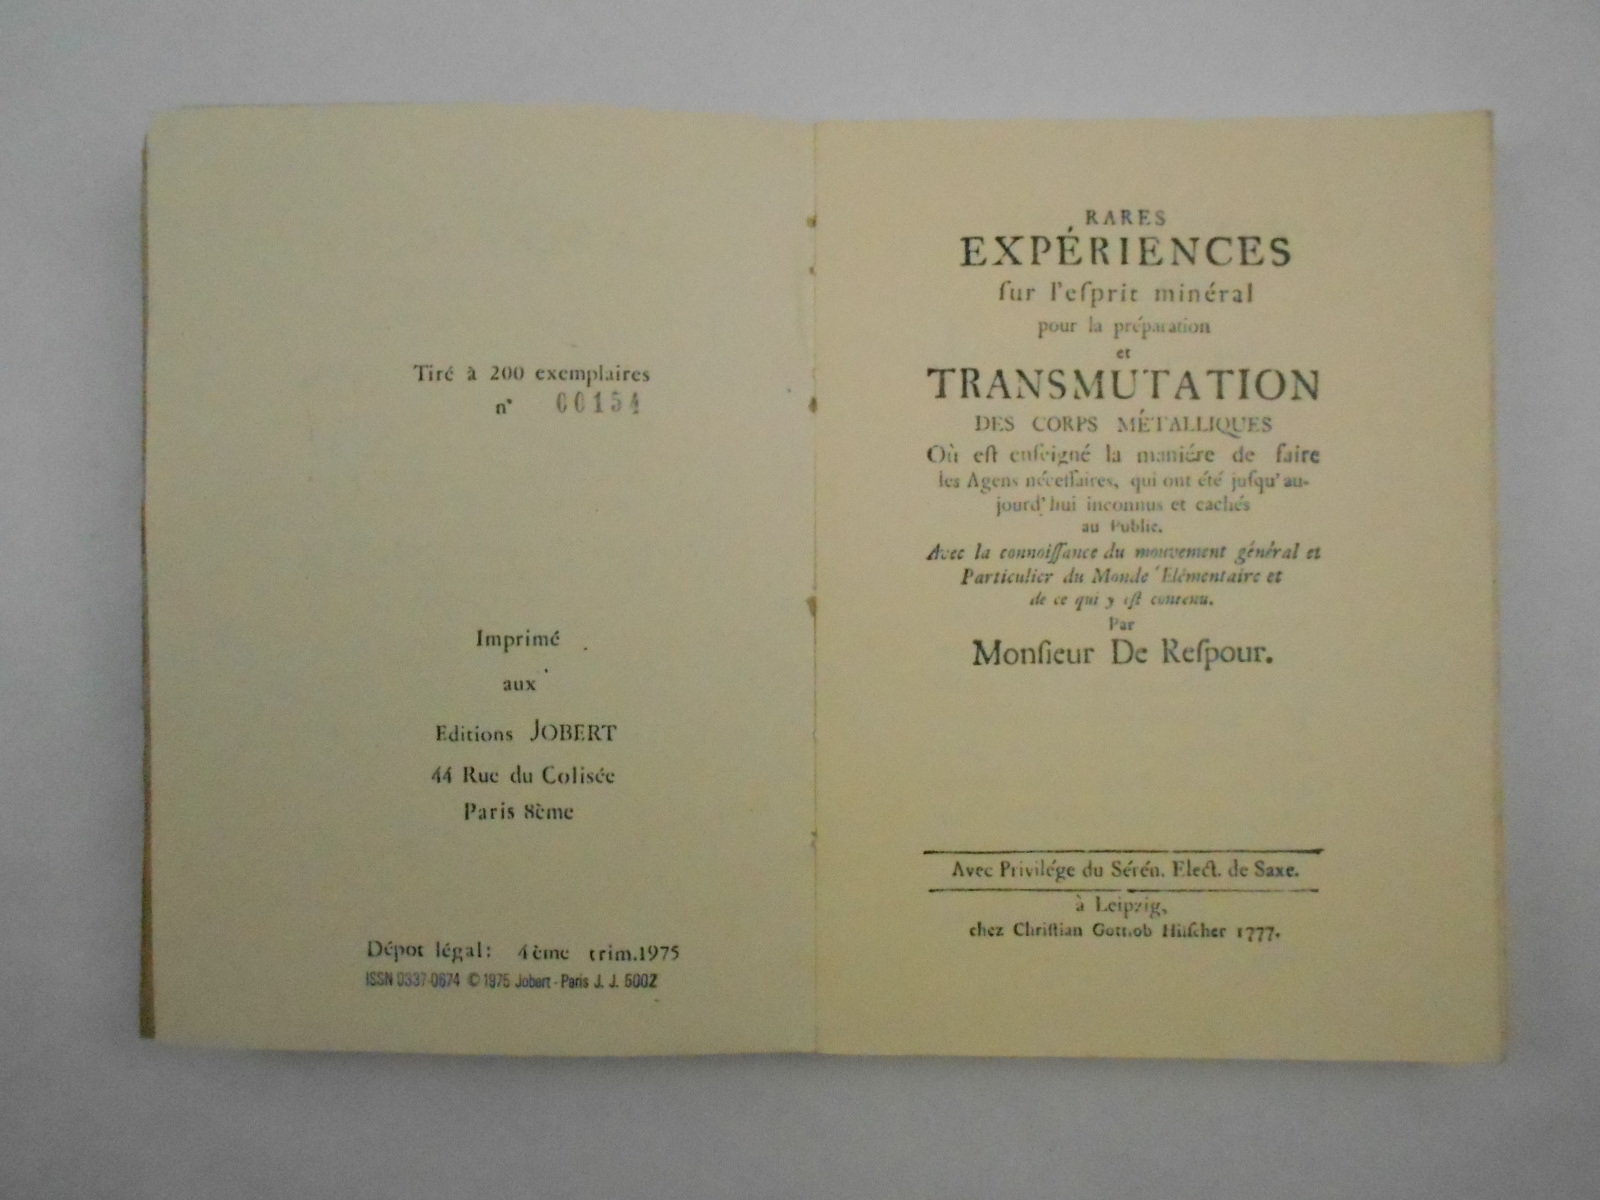 Tiré à 200 exemplaires
n° 00154
Imprimé
aux
Editions JOBERT
44 Rue du Colisée
Paris 8ème
Dépot légal: 4ème trim.1975
ISSN 0337-0674 © 1975 Jobert - Paris J. J. 5002
RARES
EXPÉRIENCES
ſur l'eſprit minéral
pour la préparation
et
TRANSMUTATION
DES CORPS MÉTALLIQUES
Où eſt enſeigné la maniére de faire
les Agens néceſſaires, qui ont été juſqu'au-
jourd'hui inconnus et cachés
au Public.
Avec la connoiſſance du mouvement général et
Particulier du Monde Elémentaire et
de ce qui y eſt contenu.
Par
Monſieur De Reſpour.
Avec Privilége du Sérén. Elect. de Saxe.
à Leipzig,
chez Chriſtian Gottlob Hilſcher 1777.